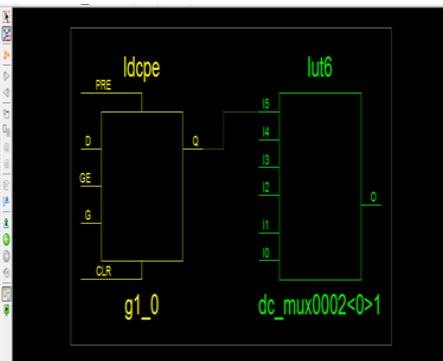 ldcpe
lut6
PRE
D
GE
G
CLR
Q
I5
I4
I3
I2
I1
I0
O
g1_0
dc_mux0002<0>1